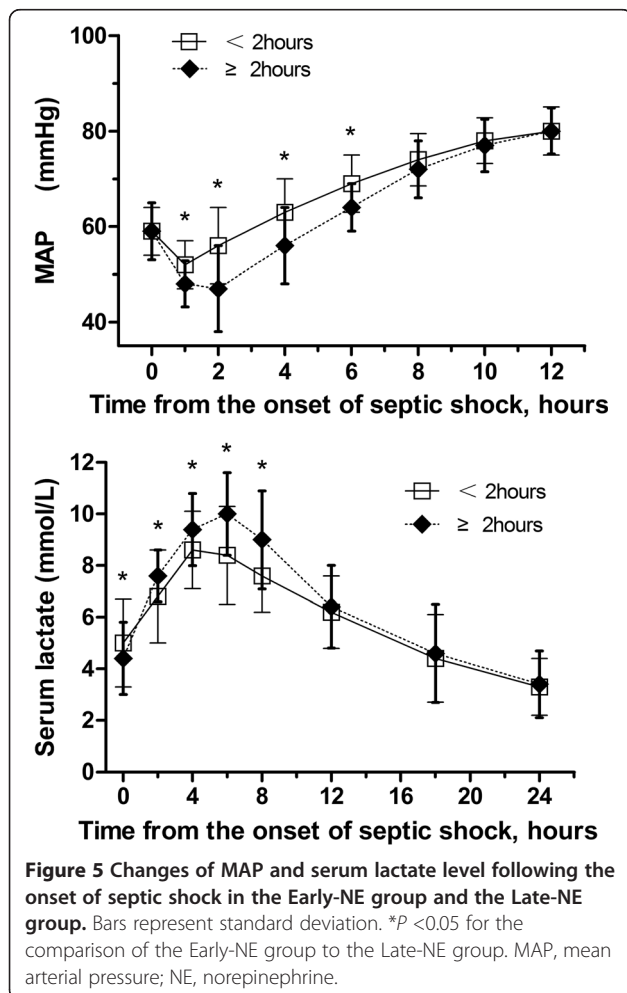 100
80
60
40
MAP (mmHg)
< 2hours
≥ 2hours
* * * *
0 2 4 6 8 10 12
Time from the onset of septic shock, hours
12
10
8
6
4
2
0
Serum lactate (mmol/L)
< 2hours
≥ 2hours
* * * * *
0 4 8 12 16 20 24
Time from the onset of septic shock, hours
Figure 5 Changes of MAP and serum lactate level following the
onset of septic shock in the Early-NE group and the Late-NE
group. Bars represent standard deviation. *P <0.05 for the
comparison of the Early-NE group to the Late-NE group. MAP, mean
arterial pressure; NE, norepinephrine.